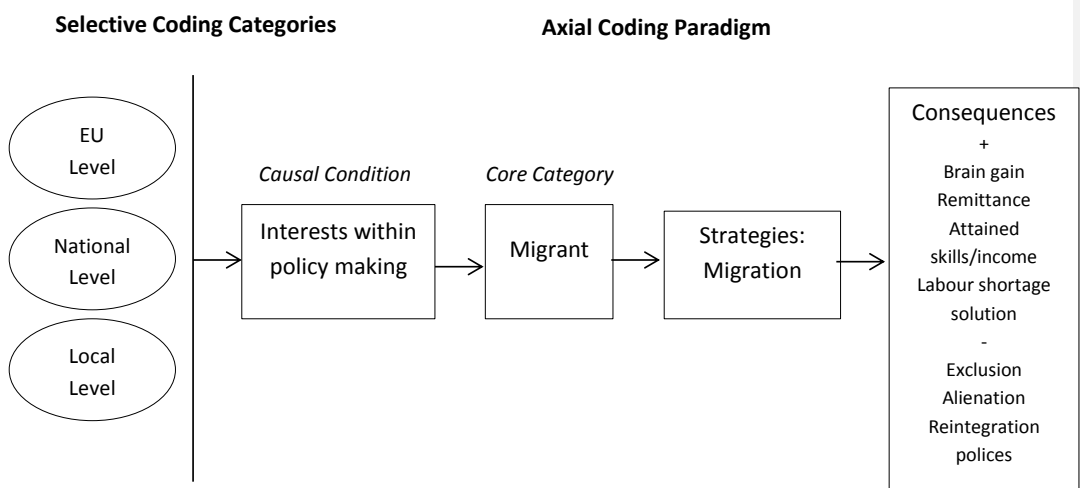 Selective Coding Categories
Axial Coding Paradigm
EU
Level
National
Level
Local
Level
Causal Condition
Interests within
policy making
Core Category
Migrant
Strategies:
Migration
Consequences
+
Brain gain
Remittance
Attained
skills/income
Labour shortage
solution
-
Exclusion
Alienation
Reintegration
polices